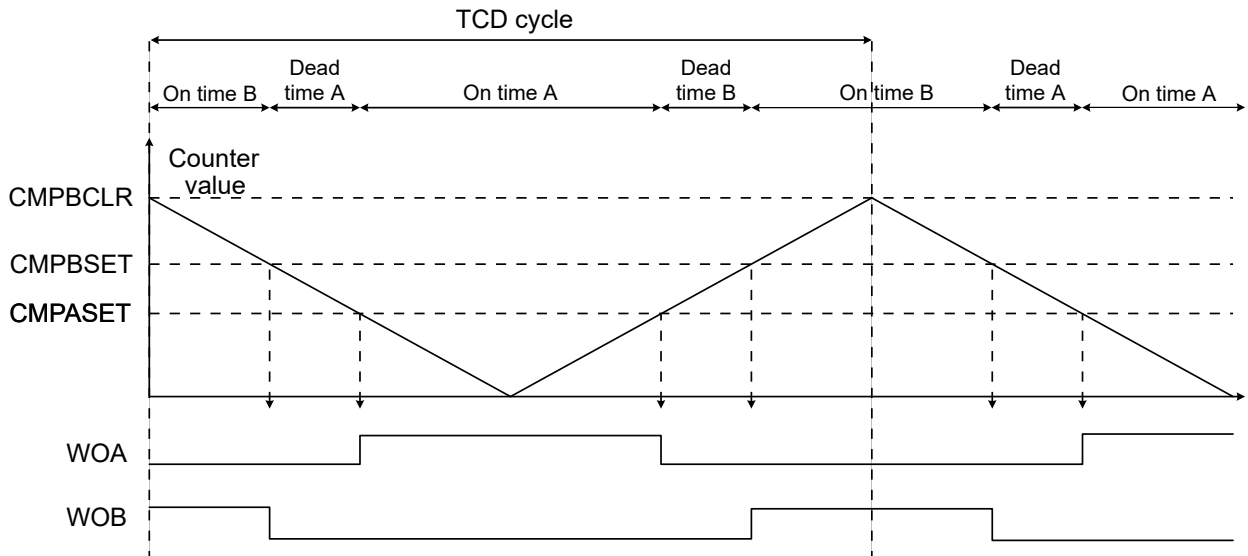 TCD cycle
On time B
Dead
time A
On time A
Dead
time B
On time B
Dead
time A
On time A
Counter
value
CMPBCLR
CMPBSET
CMPASET
WOA
WOB